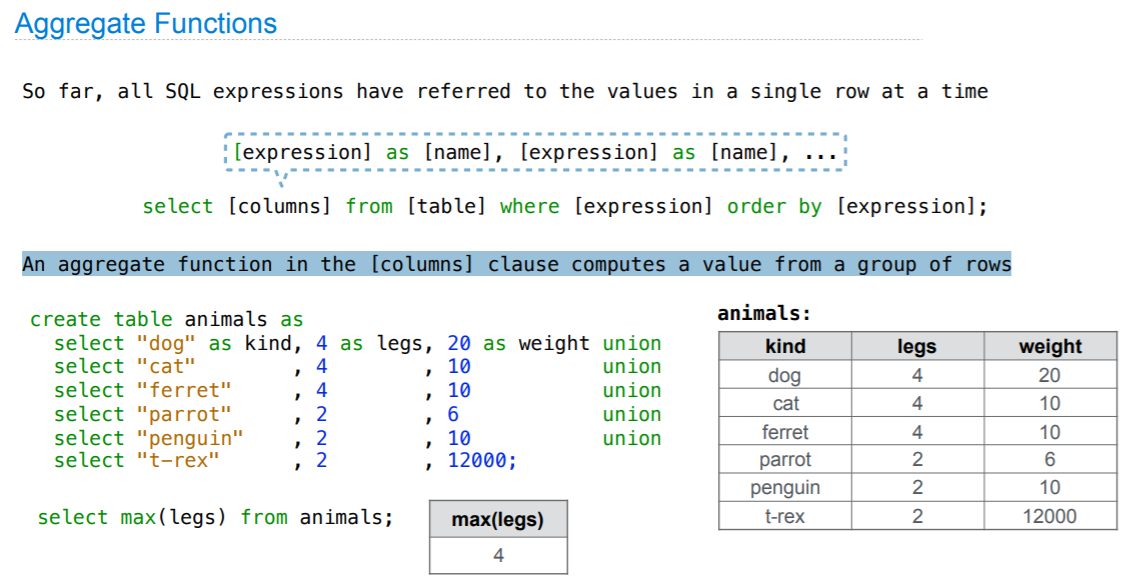 Aggregate Functions
So far, all SQL expressions have referred to the values in a single row at a time
[expression] as [name], [expression] as [name], ...
select [columns] from [table] where [expression] order by [expression];
An aggregate function in the [columns] clause computes a value from a group of rows
create table animals as
select "dog" as kind, 4 as legs, 20 as weight union
select "cat" , 4 , 10 union
select "ferret" , 4 , 10 union
select "parrot" , 2 , 6 union
select "penguin" , 2 , 10 union
select "t-rex" , 2 , 12000;
select max(legs) from animals;
max(legs)
4
animals:
kind legs weight
dog 4 20
cat 4 10
ferret 4 10
parrot 2 6
penguin 2 10
t-rex 2 12000